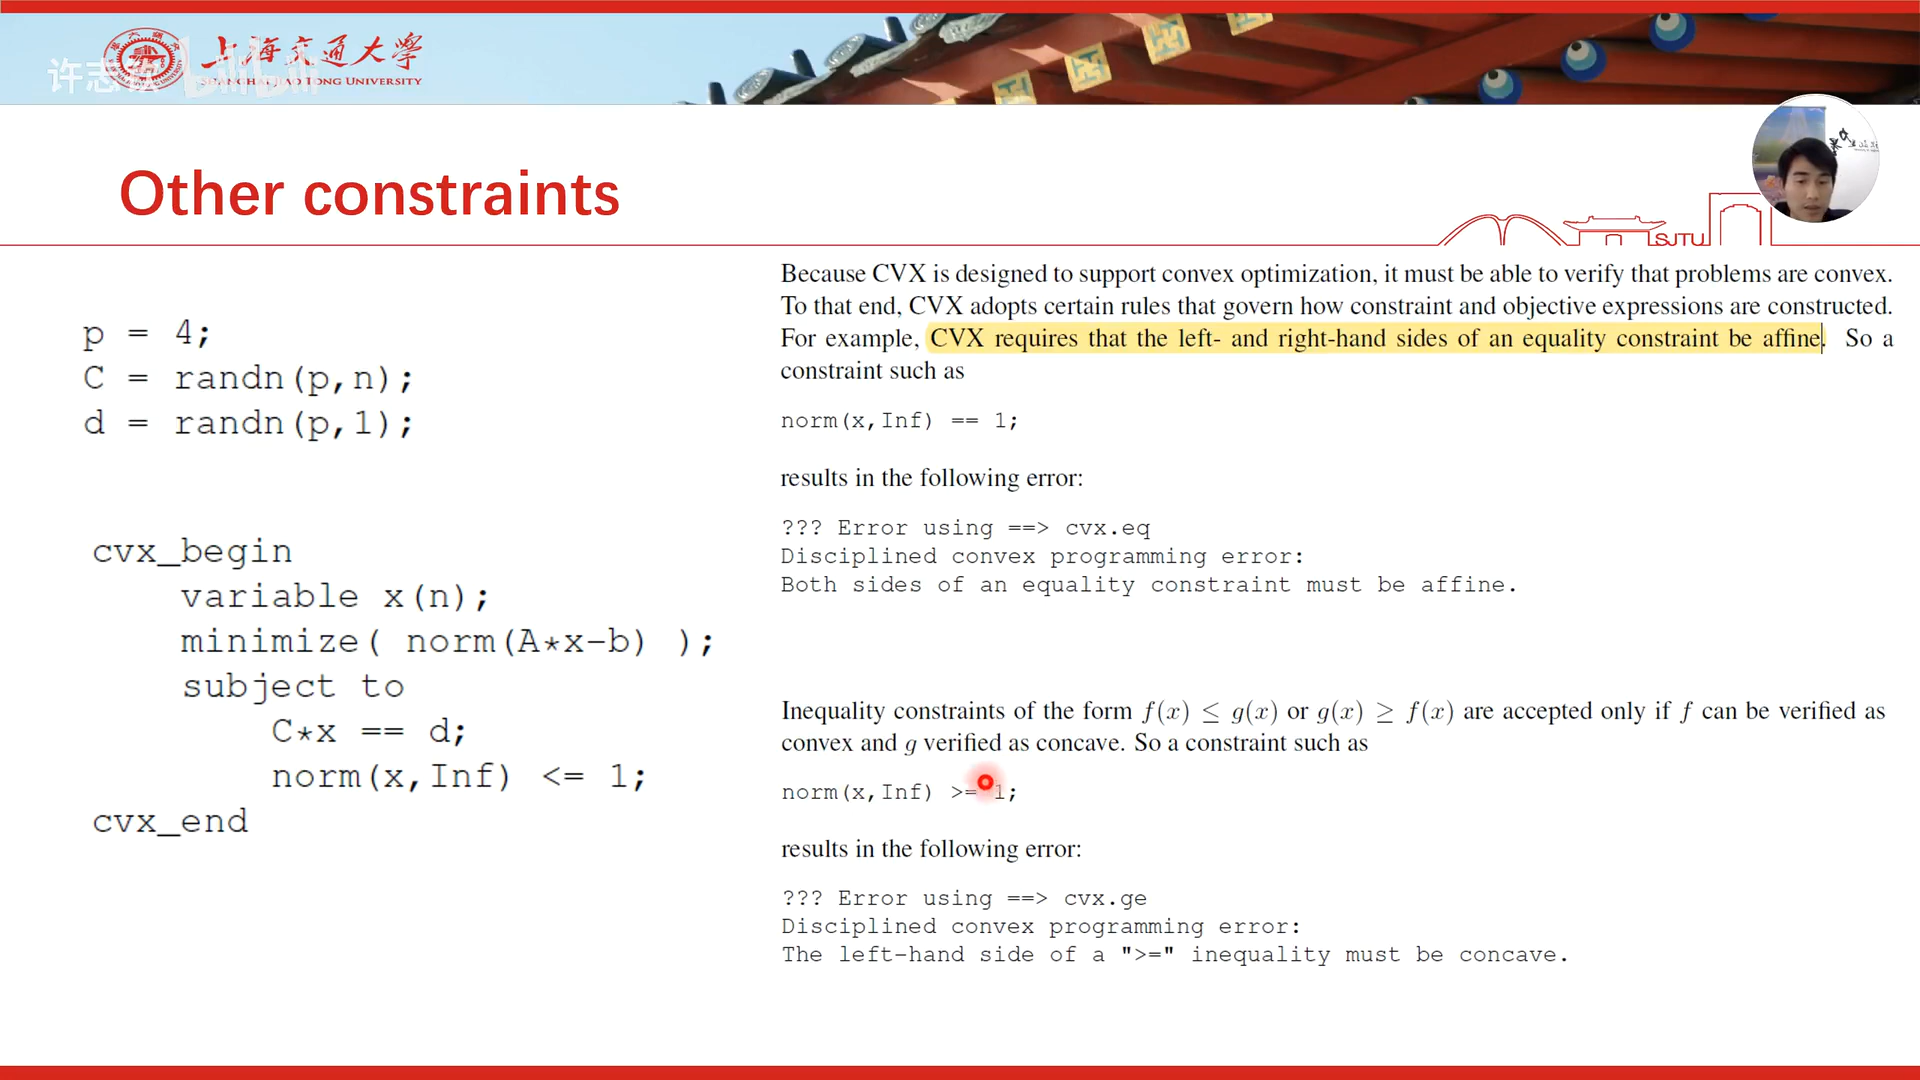 上海交通大学
SHANGHAI JIAO TONG UNIVERSITY
Other constraints
p = 4;
C = randn(p,n);
d = randn(p,1);
cvx_begin
variable x(n);
minimize( norm(A*x-b) );
subject to
C*x == d;
norm(x,Inf) <= 1;
cvx_end
SJTU
Because CVX is designed to support convex optimization, it must be able to verify that problems are convex.
To that end, CVX adopts certain rules that govern how constraint and objective expressions are constructed.
For example, CVX requires that the left- and right-hand sides of an equality constraint be affine. So a
constraint such as
norm(x,Inf) == 1;
results in the following error:
??? Error using ==> cvx.eq
Disciplined convex programming error:
Both sides of an equality constraint must be affine.
Inequality constraints of the form f(x) ≤ g(x) or g(x) ≥ f(x) are accepted only if f can be verified as
convex and g verified as concave. So a constraint such as
norm(x,Inf) >= 1;
results in the following error:
??? Error using ==> cvx.ge
Disciplined convex programming error:
The left-hand side of a ">=" inequality must be concave.